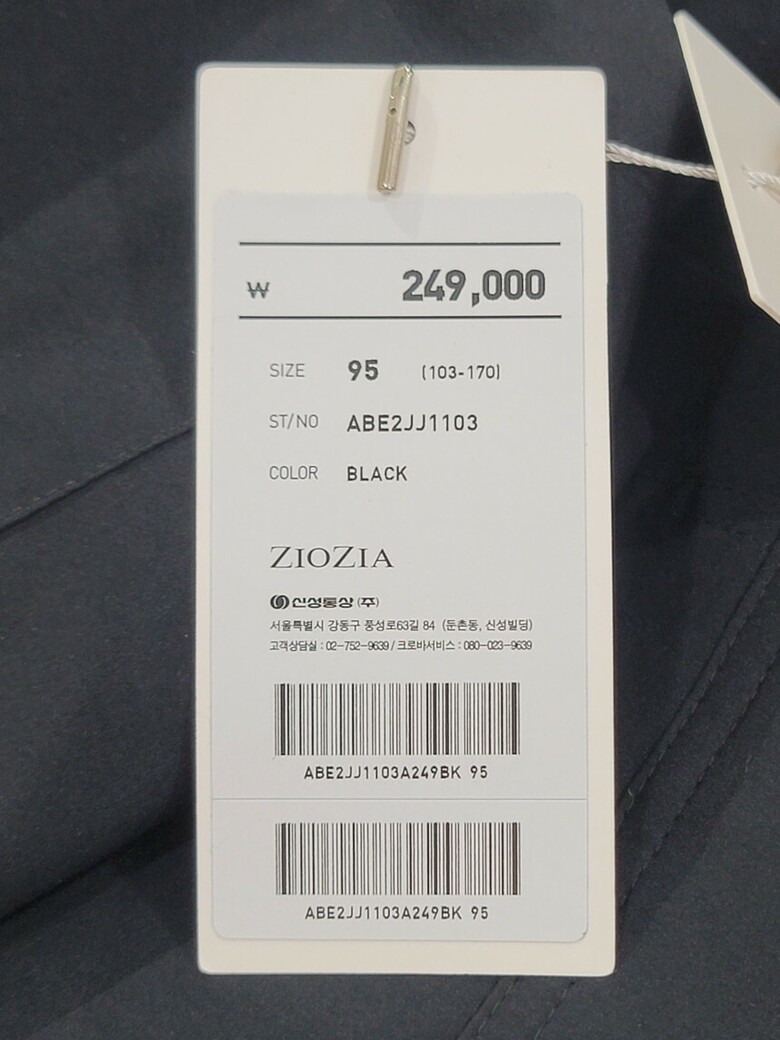 ₩ 249,000
SIZE 95 (103-170)
ST/NO ABE2JJ1103
COLOR BLACK
ZIOZIA
신성통상 (주)
서울특별시 강동구 풍성로63길 84 (둔촌동, 신성빌딩)
고객상담실 : 02-752-9639 / 크로바서비스 : 080-023-9639
ABE2JJ1103A249BK 95
ABE2JJ1103A249BK 95